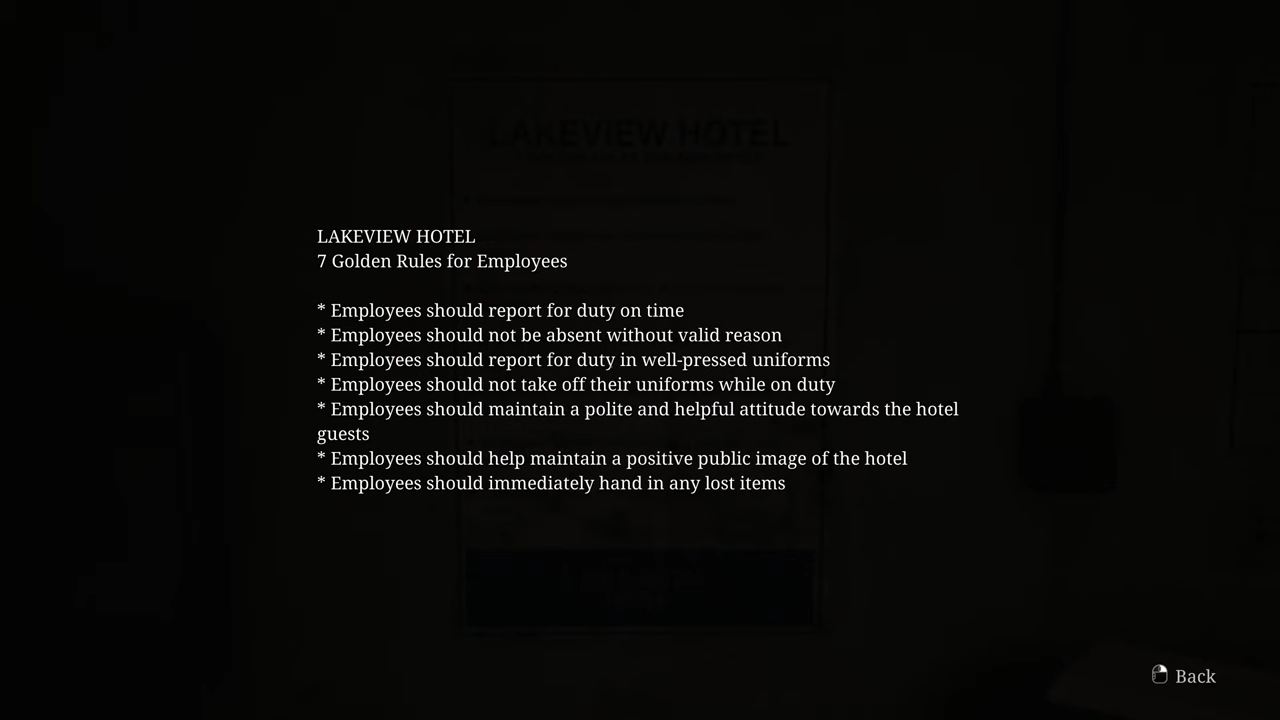 LAKEVIEW HOTEL
LAKEVIEW HOTEL
7 Golden Rules for Employees
* Employees should report for duty on time
* Employees should not be absent without valid reason
* Employees should report for duty in well-pressed uniforms
* Employees should not take off their uniforms while on duty
* Employees should maintain a polite and helpful attitude towards the hotel
guests
* Employees should help maintain a positive public image of the hotel
* Employees should immediately hand in any lost items
Back